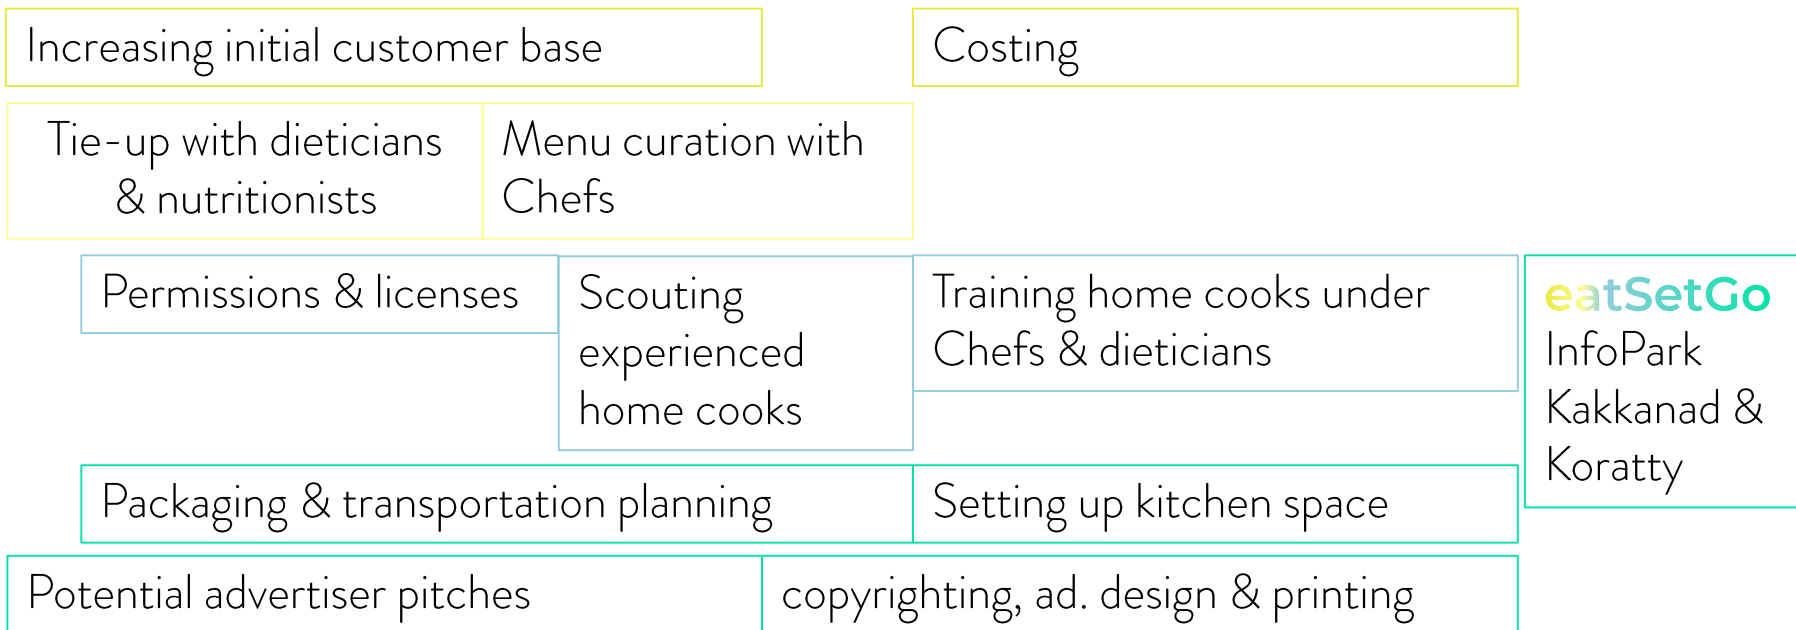 Increasing initial customer base
Costing
Tie-up with dieticians
& nutritionists
Menu curation with
Chefs
Permissions & licenses
Scouting
experienced
home cooks
Training home cooks under
Chefs & dieticians
eatSetGo
InfoPark
Kakkanad &
Koratty
Packaging & transportation planning
Setting up kitchen space
Potential advertiser pitches
copyrighting, ad. design & printing